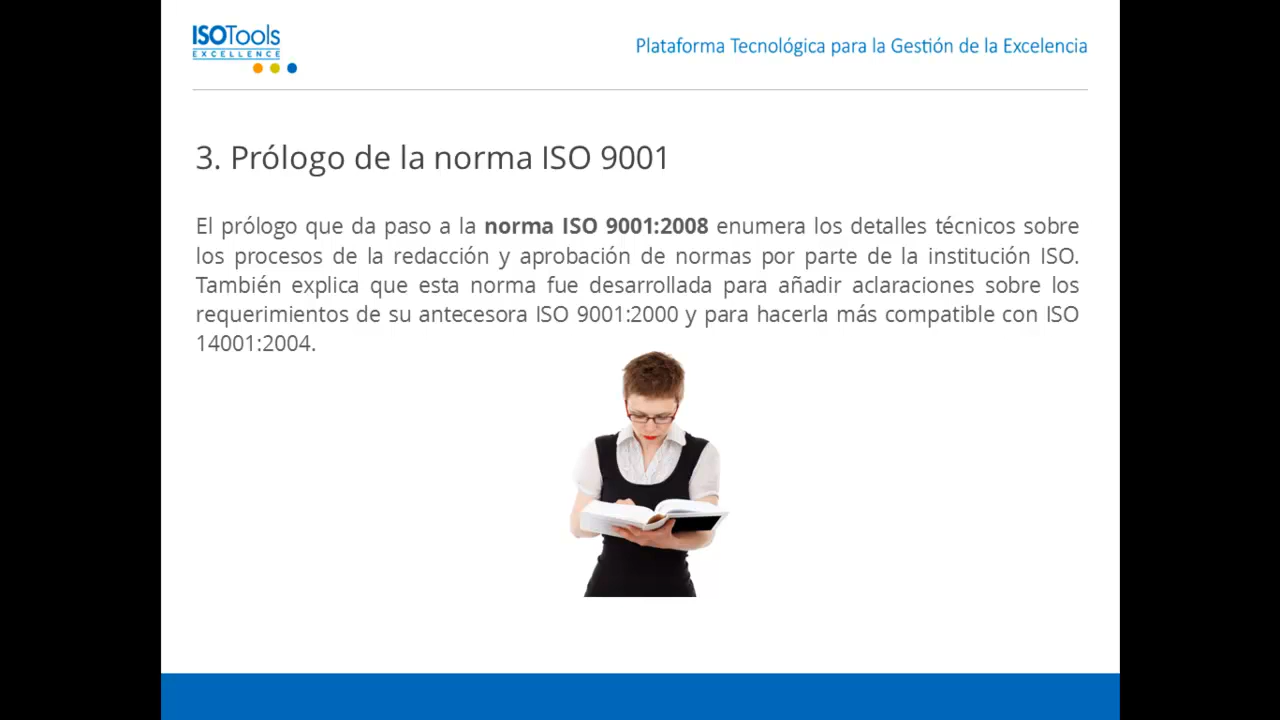 ISOTools
EXCELLENCE
Plataforma Tecnológica para la Gestión de la Excelencia
3. Prólogo de la norma ISO 9001
El prólogo que da paso a la norma ISO 9001:2008 enumera los detalles técnicos sobre
los procesos de la redacción y aprobación de normas por parte de la institución ISO.
También explica que esta norma fue desarrollada para añadir aclaraciones sobre los
requerimientos de su antecesora ISO 9001:2000 y para hacerla más compatible con ISO
14001:2004.